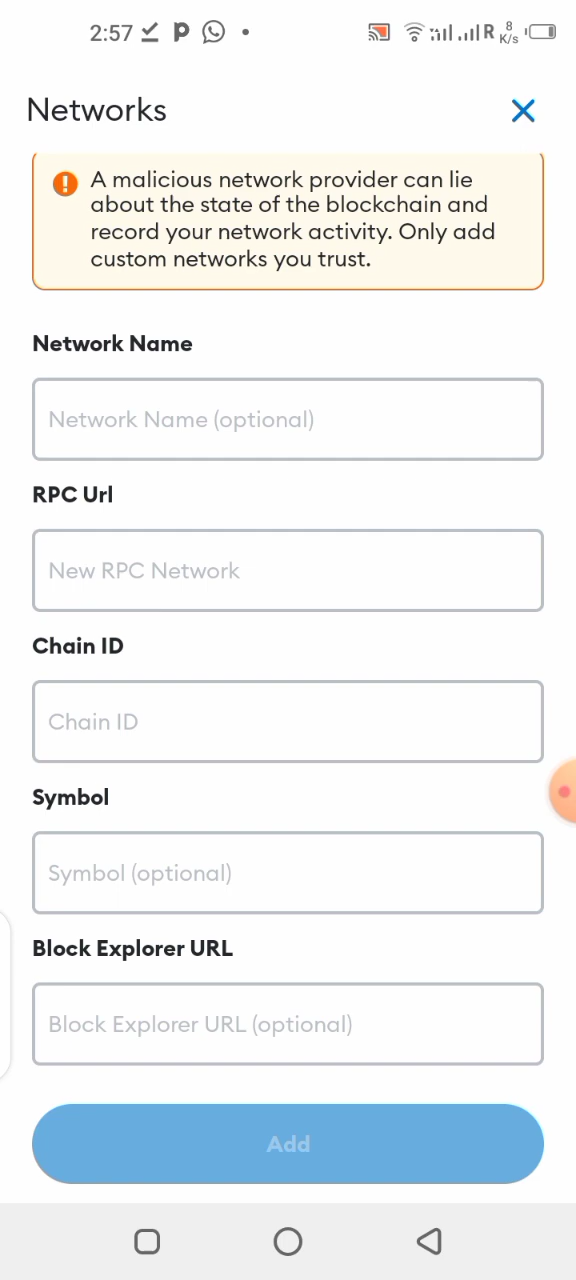 2:57
R 8 K/s
Networks
A malicious network provider can lie
about the state of the blockchain and
record your network activity. Only add
custom networks you trust.
Network Name
Network Name (optional)
RPC Url
New RPC Network
Chain ID
Chain ID
Symbol
Symbol (optional)
Block Explorer URL
Block Explorer URL (optional)
Add